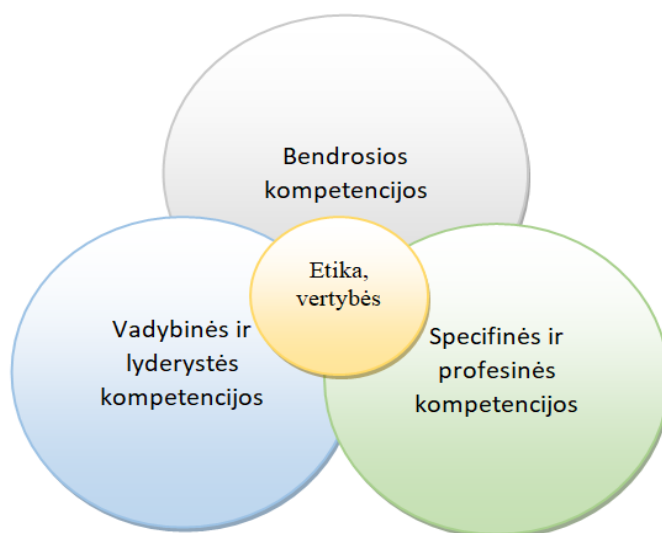 Bendrosios
kompetencijos
Etika,
vertybės
Vadybinės ir
lyderystės
kompetencijos
Specifinės ir
profesinės
kompetencijos